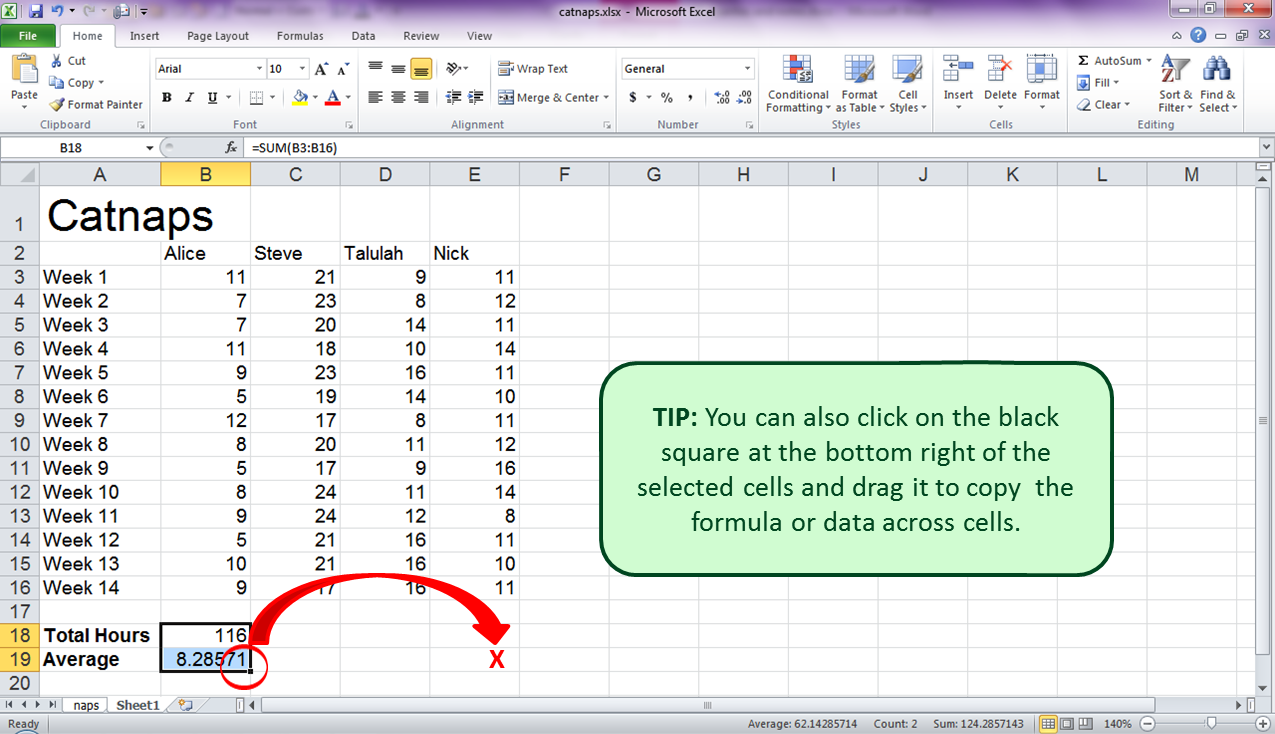 catnaps.xlsx - Microsoft Excel
File Home Insert Page Layout Formulas Data Review View
Cut Arial 10 Wrap Text General AutoSum
Copy Fill
Paste Format Painter B I U Merge & Center $ % , Conditional Formatting Format as Table Cell Styles Insert Delete Format Clear Sort & Filter Find & Select
Clipboard Font Alignment Number Styles Cells Editing
B18 fx =SUM(B3:B16)
A B C D E F G H I J K L M
1 Catnaps
2 Alice Steve Talulah Nick
3 Week 1 11 21 9 11
4 Week 2 7 23 8 12
5 Week 3 7 20 14 11
6 Week 4 11 18 10 14
7 Week 5 9 23 16 11
8 Week 6 5 19 14 10
9 Week 7 12 17 8 11
10 Week 8 8 20 11 12
11 Week 9 5 17 9 16
12 Week 10 8 24 11 14
13 Week 11 9 24 12 8
14 Week 12 5 21 16 11
15 Week 13 10 21 16 10
16 Week 14 9 17 16 11
17
18 Total Hours 116
19 Average 8.28571 X
20
TIP: You can also click on the black
square at the bottom right of the
selected cells and drag it to copy the
formula or data across cells.
naps Sheet1
Ready Average: 62.14285714 Count: 2 Sum: 124.2857143 140%